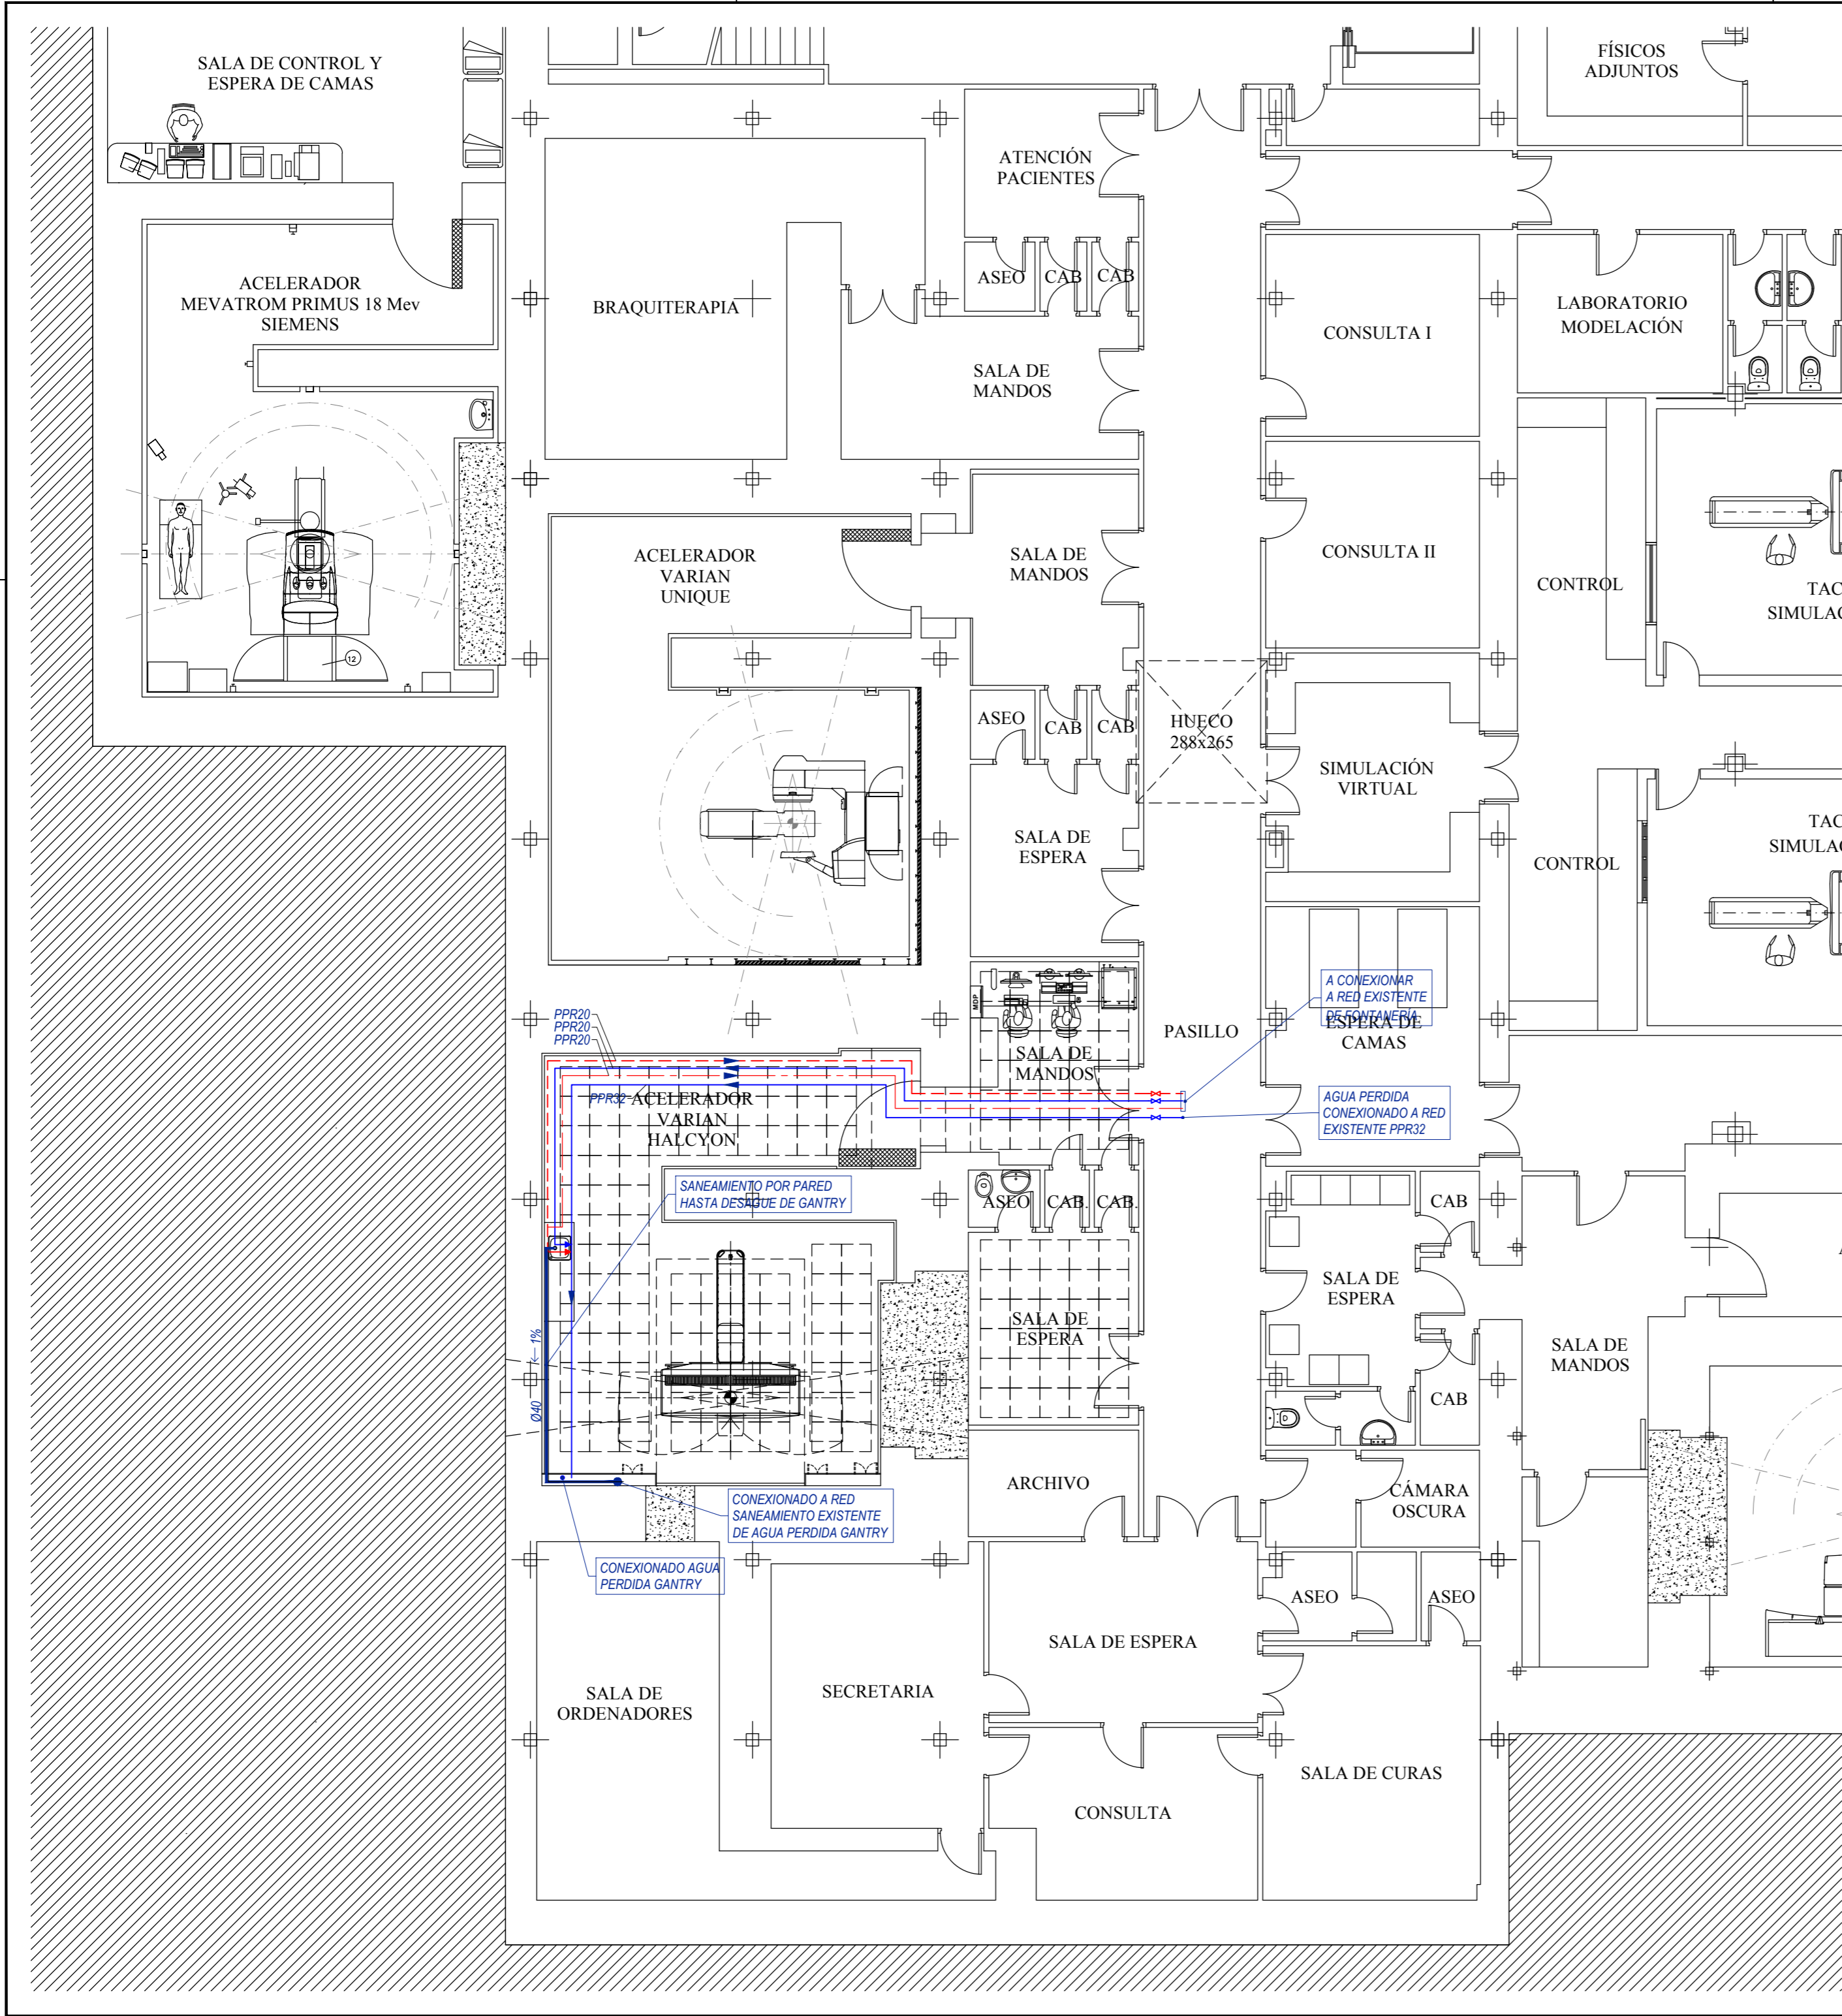 SALA DE CONTROL Y
ESPERA DE CAMAS
FÍSICOS
ADJUNTOS
ATENCIÓN
PACIENTES
ASEO
CAB
CAB
ACELERADOR
MEVATROM PRIMUS 18 Mev
SIEMENS
BRAQUITERAPIA
CONSULTA I
LABORATORIO
MODELACIÓN
SALA DE
MANDOS
ACELERADOR
VARIAN
UNIQUE
SALA DE
MANDOS
CONSULTA II
CONTROL
TAC
12
ASEO
CAB
CAB
HUECO
288x265
SIMULACIÓN
VIRTUAL
SALA DE
ESPERA
CONTROL
TAC
MDP
A CONEXIONAR
A RED EXISTENTE
DE FONTANERÍA
ESPERA DE
CAMAS
PASILLO
PPR20
PPR20
PPR20
SALA DE
MANDOS
PPR32
ACELERADOR
VARIAN
HALCYON
AGUA PERDIDA
CONEXIONADO A RED
EXISTENTE PPR32
SANEAMIENTO POR PARED
HASTA DESAGUE DE GANTRY
ASEO
CAB.
CAB.
CAB
SALA DE
ESPERA
SALA DE
ESPERA
SALA DE
MANDOS
1%
Ø40
CAB
ARCHIVO
CÁMARA
OSCURA
CONEXIONADO A RED
SANEAMIENTO EXISTENTE
DE AGUA PERDIDA GANTRY
CONEXIONADO AGUA
PERDIDA GANTRY
ASEO
ASEO
SALA DE ESPERA
SALA DE
ORDENADORES
SECRETARIA
SALA DE CURAS
CONSULTA